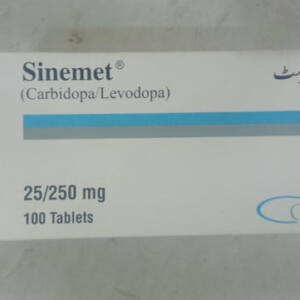 Sinemet®
(Carbidopa/Levodopa)
25/250 mg
100 Tablets